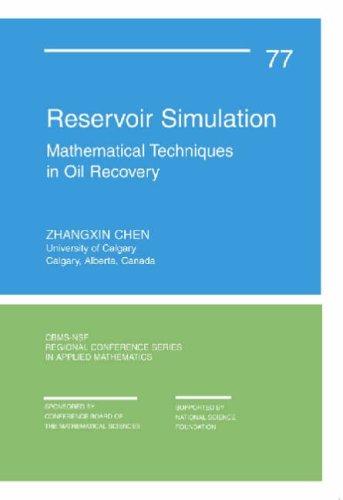 77
Reservoir Simulation
Mathematical Techniques
in Oil Recovery
ZHANGXIN CHEN
University of Calgary
Calgary, Alberta, Canada
CBMS-NSF
REGIONAL CONFERENCE SERIES
IN APPLIED MATHEMATICS
SPONSORED BY
CONFERENCE BOARD OF
THE MATHEMATICAL SCIENCES
SUPPORTED BY
NATIONAL SCIENCE
FOUNDATION